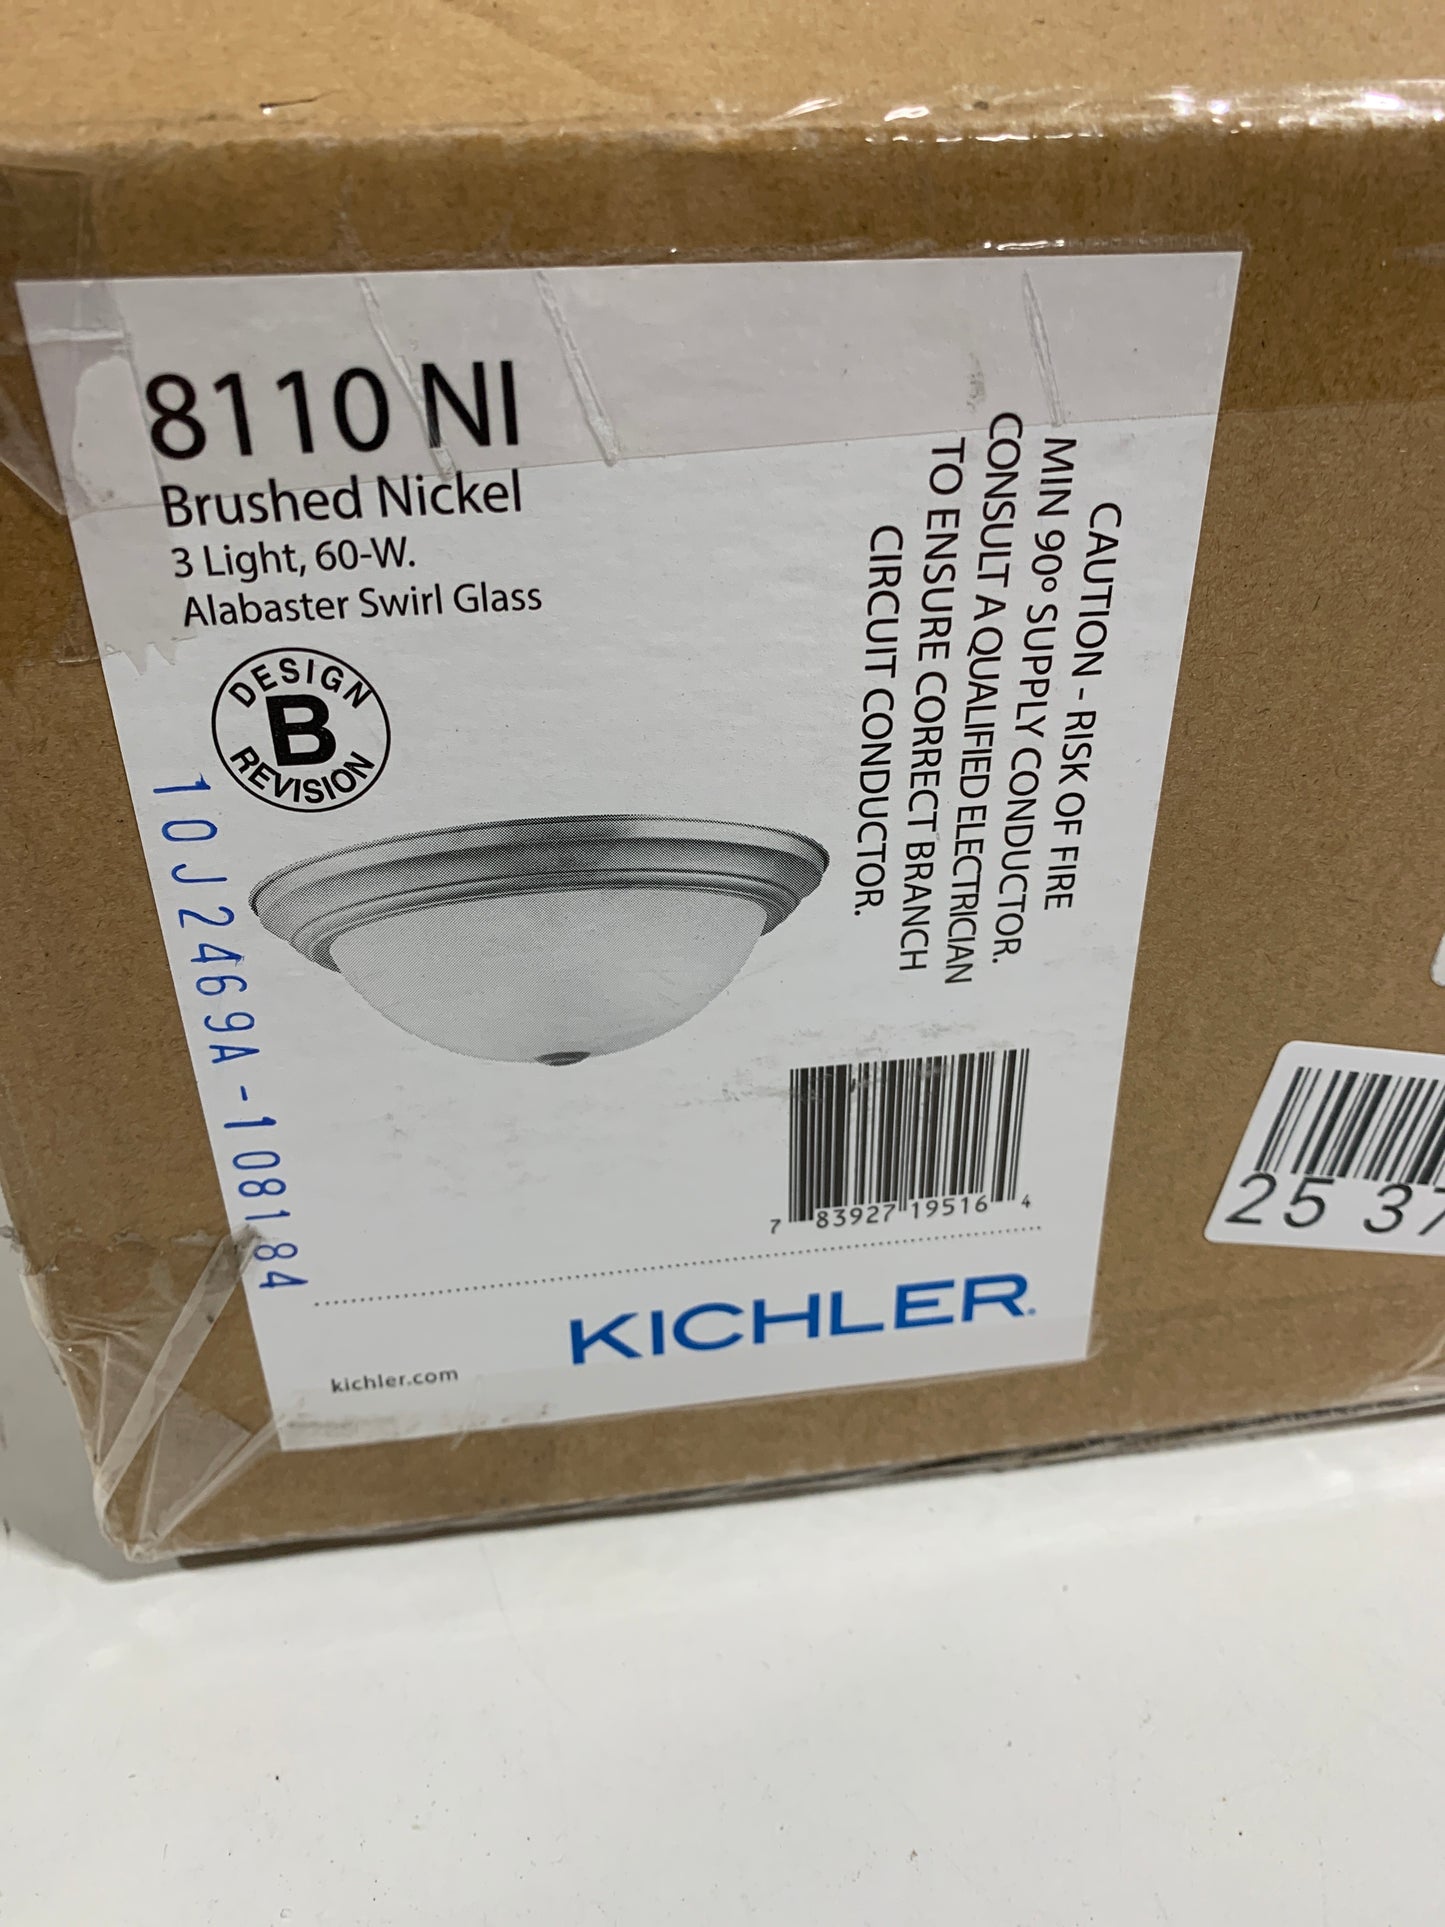 8110 NI
Brushed Nickel
3 Light, 60-W.
Alabaster Swirl Glass
DESIGN
B
REVISION
10J2469A-108184
CAUTION - RISK OF FIRE
MIN 90º SUPPLY CONDUCTOR.
CONSULT A QUALIFIED ELECTRICIAN
TO ENSURE CORRECT BRANCH
CIRCUIT CONDUCTOR.
7 83927 19516 4
KICHLER®
kichler.com
25 37